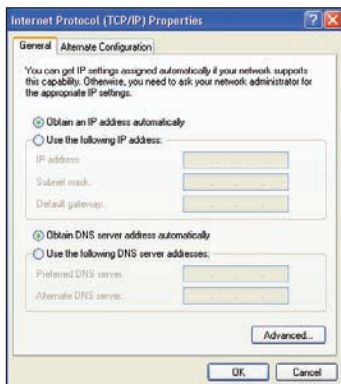 Internet Protocol (TCP/IP) Properties
General
Alternate Configuration
You can get IP settings assigned automatically if your network supports
this capability. Otherwise, you need to ask your network administrator for
the appropriate IP settings.
Obtain an IP address automatically
Use the following IP address:
IP address:
Subnet mask:
Default gateway:
Obtain DNS server address automatically
Use the following DNS server addresses:
Preferred DNS server:
Alternate DNS server:
Advanced...
OK
Cancel